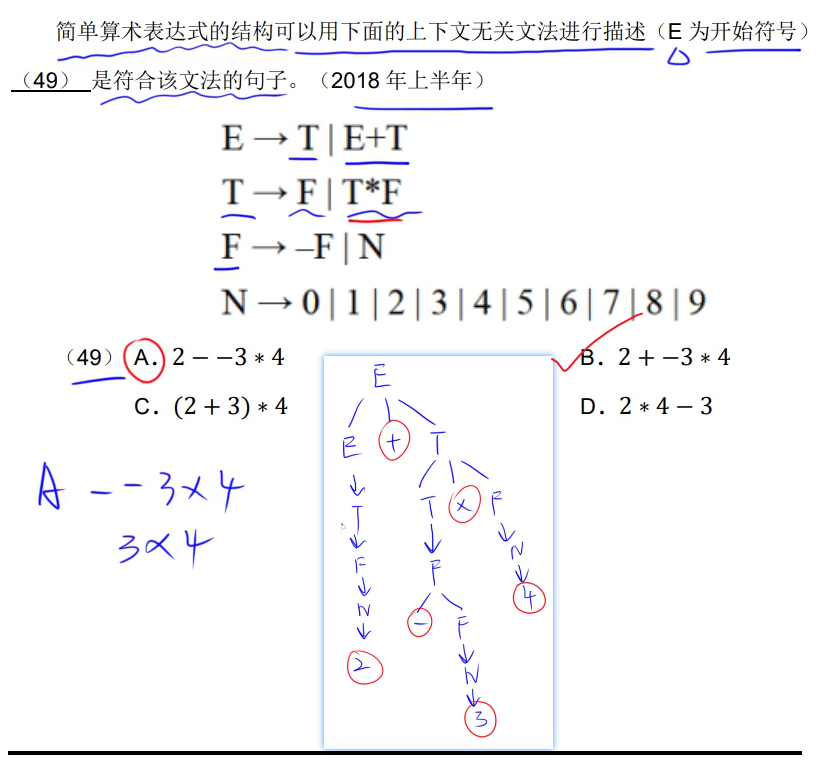 简单算术表达式的结构可以用下面的上下文无关文法进行描述（E 为开始符号）
（49） 是符合该文法的句子。（2018 年上半年）
E → T | E+T
T → F | T*F
F → –F | N
N → 0 | 1 | 2 | 3 | 4 | 5 | 6 | 7 | 8 | 9
（49） A. 2 − −3 ∗ 4 B. 2 + −3 ∗ 4
C. (2 + 3) ∗ 4 D. 2 ∗ 4 − 3
E
E + T
A − − 3 × 4
T T × F
3 × 4
F F N
N − F 4
2 N
3